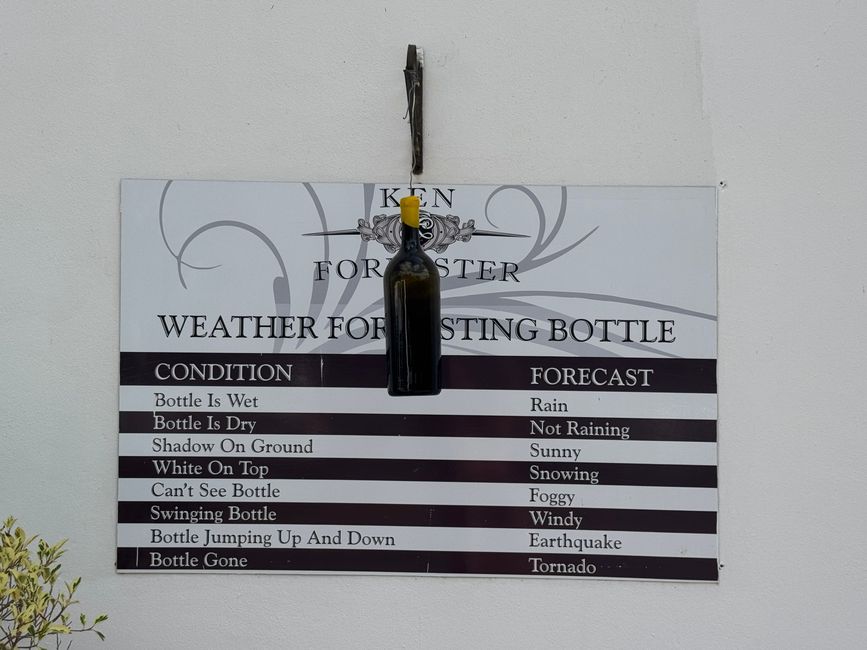 KEN
FORRESTER
WEATHER FORECASTING BOTTLE
CONDITION FORECAST
Bottle Is Wet Rain
Bottle Is Dry Not Raining
Shadow On Ground Sunny
White On Top Snowing
Can't See Bottle Foggy
Swinging Bottle Windy
Bottle Jumping Up And Down Earthquake
Bottle Gone Tornado